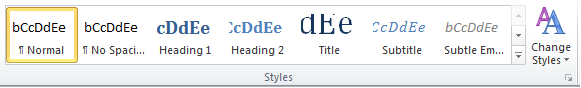 bCcDdEe bCcDdEe cDdEe CcDdEe dEe CcDdEe bCcDdEe
¶ Normal ¶ No Spaci... Heading 1 Heading 2 Title Subtitle Subtle Em...
Change
Styles
Styles